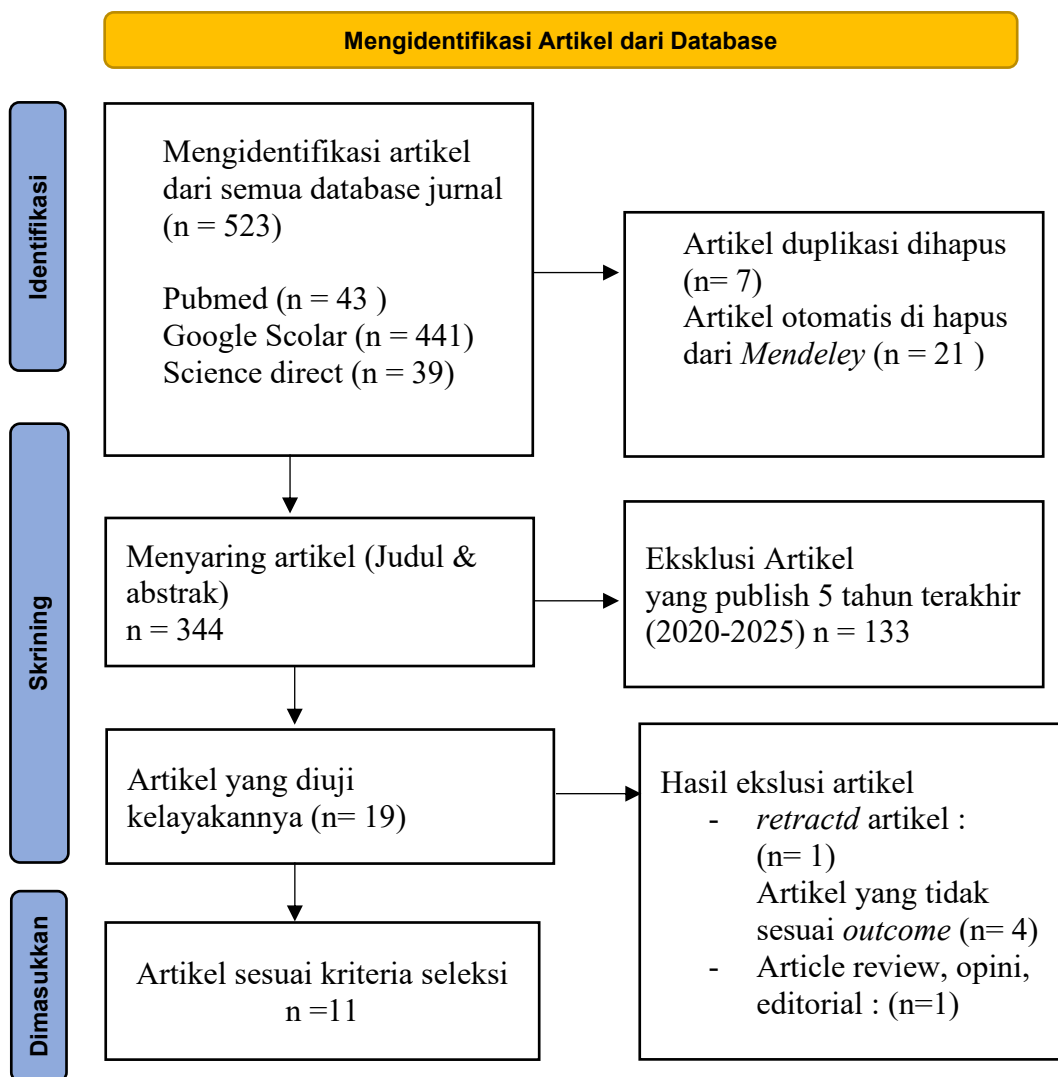 Mengidentifikasi Artikel dari Database
Identifikasi
Mengidentifikasi artikel
dari semua database jurnal
(n = 523)
Pubmed (n = 43 )
Google Scholar (n = 441)
Science direct (n = 39)
Artikel duplikasi dihapus
(n= 7)
Artikel otomatis di hapus
dari Mendeley (n = 21 )
Skrining
Menyaring artikel (Judul &
abstrak)
n = 344
Eksklusi Artikel
yang publish 5 tahun terakhir
(2020-2025) n = 133
Artikel yang diuji
kelayakannya (n= 19)
Hasil ekslusi artikel
- retractd artikel :
(n= 1)
Artikel yang tidak
sesuai outcome (n= 4)
- Article review, opini,
editorial : (n=1)
Dimasukkan
Artikel sesuai kriteria seleksi
n =11